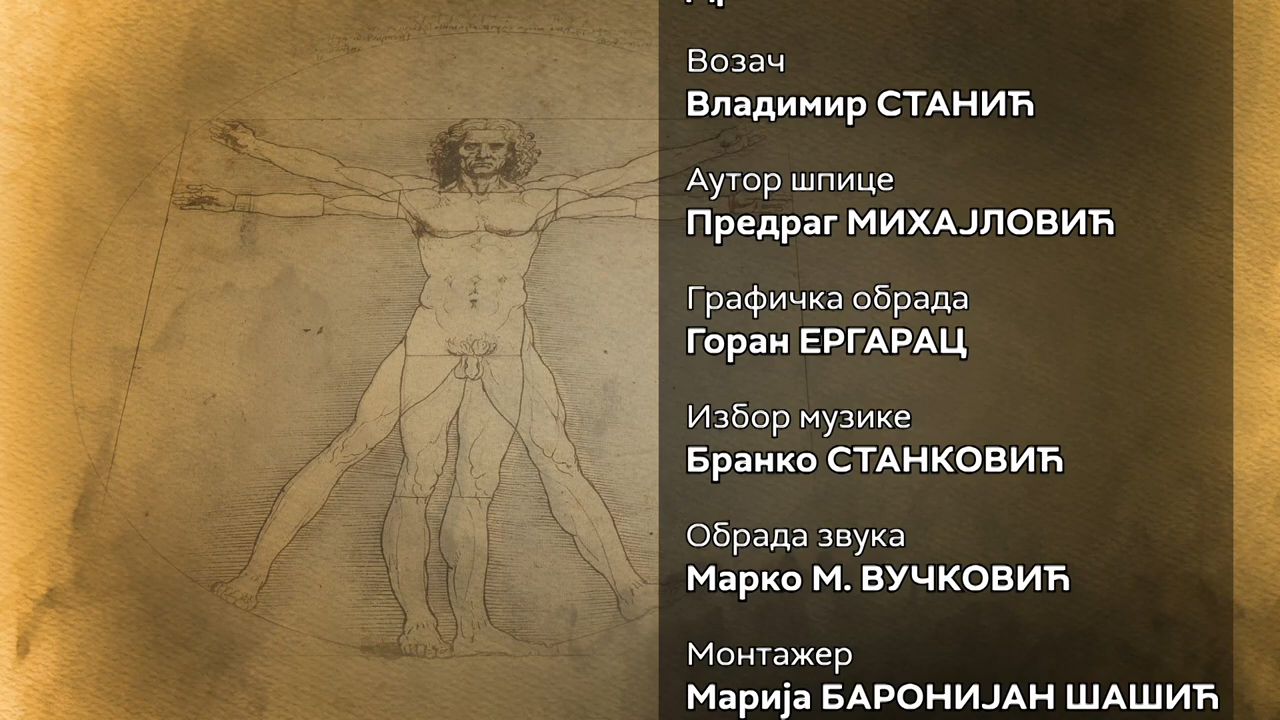 Возач
Владимир СТАНИЋ
Аутор шпице
Предраг МИХАЈЛОВИЋ
Графичка обрада
Горан ЕРГАРАЦ
Избор музике
Бранко СТАНКОВИЋ
Обрада звука
Марко М. ВУЧКОВИЋ
Монтажер
Марија БАРОНИЈАН ШАШИЋ